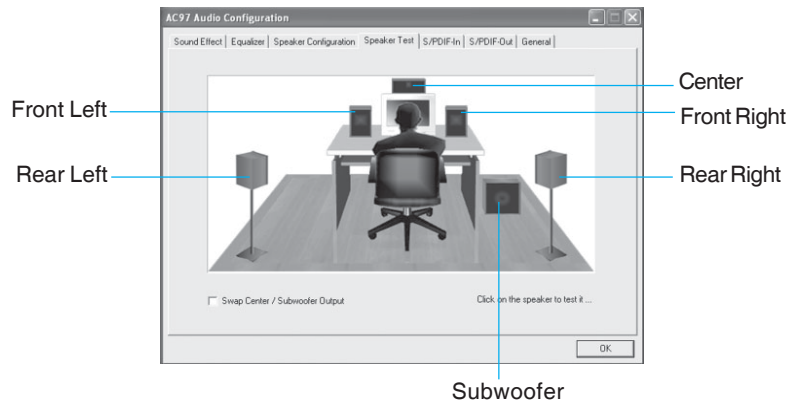 AC97 Audio Configuration
Sound Effect Equalizer Speaker Configuration Speaker Test S/PDIF-In S/PDIF-Out General
Center
Front Left
Front Right
Rear Left
Rear Right
Swap Center / Subwoofer Output
Click on the speaker to test it ...
OK
Subwoofer